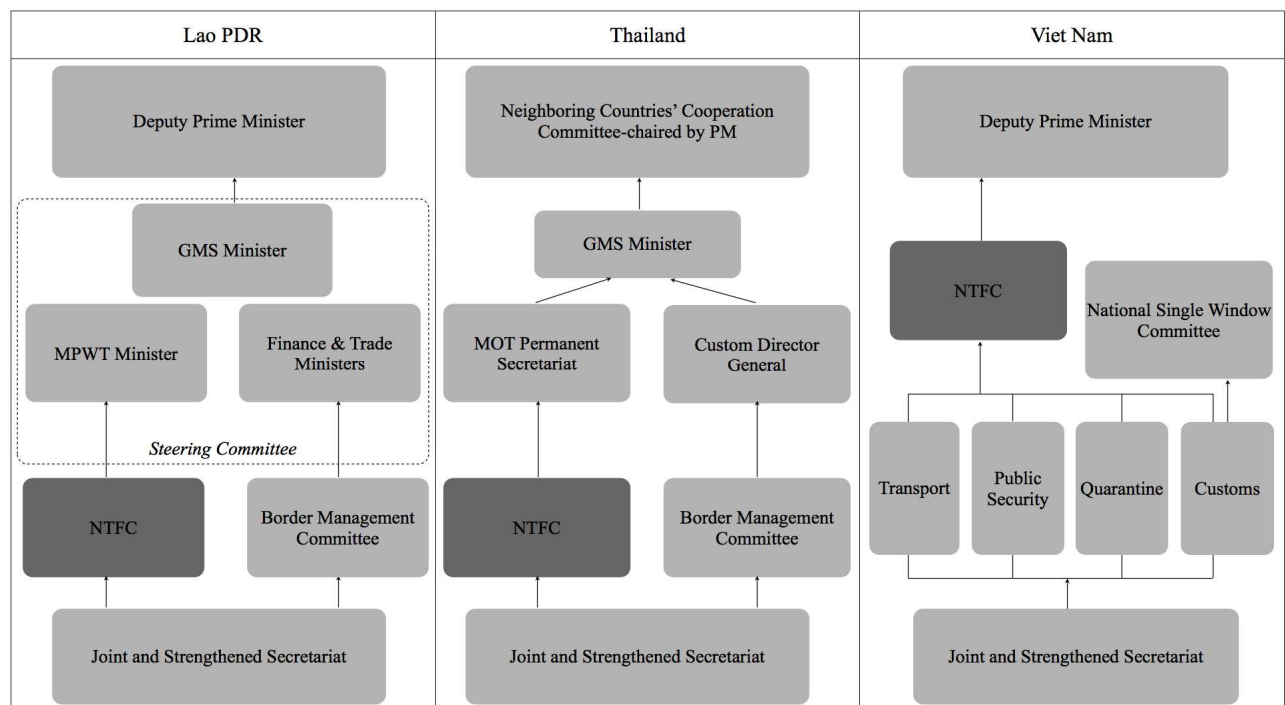 Lao PDR
Thailand
Viet Nam
Deputy Prime Minister
GMS Minister
MPWT Minister
Finance & Trade
Ministers
Steering Committee
NTFC
Border Management
Committee
Joint and Strengthened Secretariat
Neighboring Countries' Cooperation
Committee-chaired by PM
GMS Minister
MOT Permanent
Secretariat
Custom Director
General
NTFC
Border Management
Committee
Joint and Strengthened Secretariat
Deputy Prime Minister
NTFC
National Single Window
Committee
Transport
Public
Security
Quarantine
Customs
Joint and Strengthened Secretariat